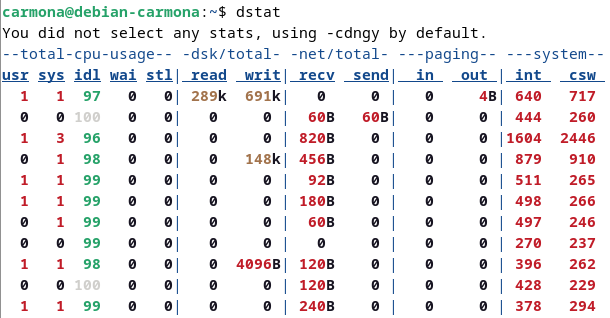 carmona@debian-carmona:~$ dstat
You did not select any stats, using -cdngy by default.
--total-cpu-usage-- -dsk/total- -net/total- ---paging-- ---system--
usr sys idl wai stl| read  writ| recv  send|  in   out | int   csw
  1   1  97   0   0| 289k  691k|   0     0 |   0     4B| 640   717
  0   0 100   0   0|   0     0 |  60B   60B|   0     0 | 444   260
  1   3  96   0   0|   0     0 | 820B    0 |   0     0 |1604  2446
  0   1  98   0   0|   0   148k| 456B    0 |   0     0 | 879   910
  1   1  99   0   0|   0     0 |  92B    0 |   0     0 | 511   265
  1   1  99   0   0|   0     0 | 180B    0 |   0     0 | 498   266
  0   1  99   0   0|   0     0 |  60B    0 |   0     0 | 497   246
  0   0  99   0   0|   0     0 |   0     0 |   0     0 | 270   237
  1   1  98   0   0|   0  4096B| 120B    0 |   0     0 | 396   262
  0   0 100   0   0|   0     0 | 120B    0 |   0     0 | 428   229
  1   1  99   0   0|   0     0 | 240B    0 |   0     0 | 378   294